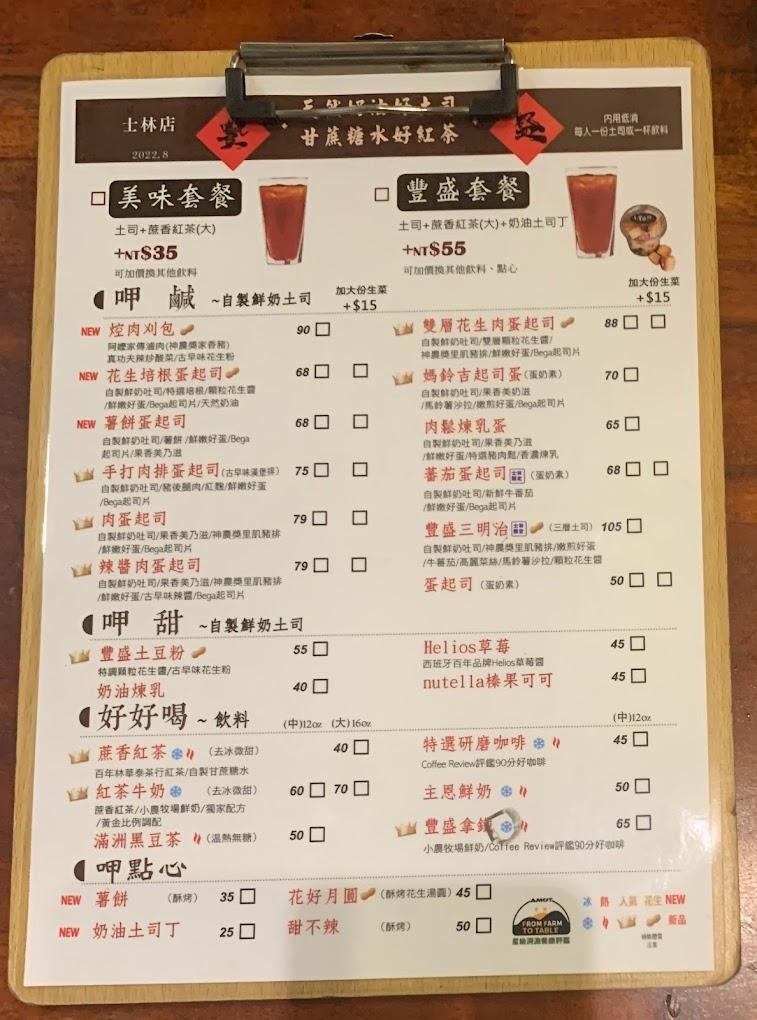 士林店
2022.8
豐
天然奶油好土司
甘蔗糖水好紅茶
內用低消
每人一份土司或一杯飲料
美味套餐
土司+蔗香紅茶(大)
+NT$35
可加價換其他飲料
豐盛套餐
土司+蔗香紅茶(大)+奶油土司丁
+NT$55
可加價換其他飲料、點心
呷 鹹 ~自製鮮奶土司
加大份生菜
+$15
加大份生菜
+$15
NEW 焢肉刈包 90
阿嬤家傳滷肉(神農獎家香豬)
真功夫辣炒酸菜/古早味花生粉
NEW 花生培根蛋起司 68
自製鮮奶吐司/特選培根/顆粒花生醬
/鮮嫩好蛋/Bega起司片/天然奶油
NEW 薯餅蛋起司 68
自製鮮奶吐司/薯餅/鮮嫩好蛋/Bega
起司片/果香美乃滋
手打肉排蛋起司(古早味漢堡排) 75
自製鮮奶吐司/豬後腿肉/紅麴/鮮嫩好蛋
/Bega起司片
肉蛋起司 79
自製鮮奶吐司/果香美乃滋/神農獎里肌豬排
/鮮嫩好蛋/Bega起司片
辣醬肉蛋起司 79
自製鮮奶吐司/果香美乃滋/神農獎里肌豬排
/鮮嫩好蛋/古早味辣醬/Bega起司片
雙層花生肉蛋起司 88
自製鮮奶吐司/雙層顆粒花生醬/
神農獎里肌豬排/鮮嫩好蛋/Bega起司片
媽鈴吉起司蛋(蛋奶素) 70
自製鮮奶吐司/果香美奶滋
/馬鈴薯沙拉/嫩煎好蛋/Bega起司片
肉鬆煉乳蛋 65
自製鮮奶吐司/果香美乃滋
/鮮嫩好蛋/特選豬肉鬆/香濃煉乳
蕃茄蛋起司 士林限定 (蛋奶素) 68
自製鮮奶吐司/新鮮牛番茄
/鮮嫩好蛋/Bega起司片
豐盛三明治 士林限定 (三層土司) 105
自製鮮奶吐司/神農獎里肌豬排/嫩煎好蛋
/牛蕃茄/高麗菜絲/馬鈴薯沙拉/顆粒花生醬
蛋起司 (蛋奶素) 50
呷 甜 ~自製鮮奶土司
豐盛土豆粉 55
特調顆粒花生醬/古早味花生粉
奶油煉乳 40
Helios草莓 45
西班牙百年品牌Helios草莓醬
nutella榛果可可 45
好好喝 ~ 飲料 (中)12oz (大)16oz
(中)12oz
蔗香紅茶 (去冰微甜) 40
百年林華泰茶行紅茶/自製甘蔗糖水
紅茶牛奶 (去冰微甜) 60 70
蔗香紅茶/小農牧場鮮奶/獨家配方
/黃金比例調配
滿洲黑豆茶 (溫熱無糖) 50
特選研磨咖啡 45
Coffee Review評鑑90分好咖啡
主恩鮮奶 50
豐盛拿鐵 65
小農牧場鮮奶/Coffee Review評鑑90分好咖啡
呷點心
NEW 薯餅 (酥烤) 35
NEW 奶油土司丁 25
花好月圓 (酥烤花生湯圓) 45
甜不辣 (酥烤) 50
AMOT
FROM FARM
TO TABLE
星級溯源餐廳評鑑
冰 熱 人氣 花生 NEW
新品